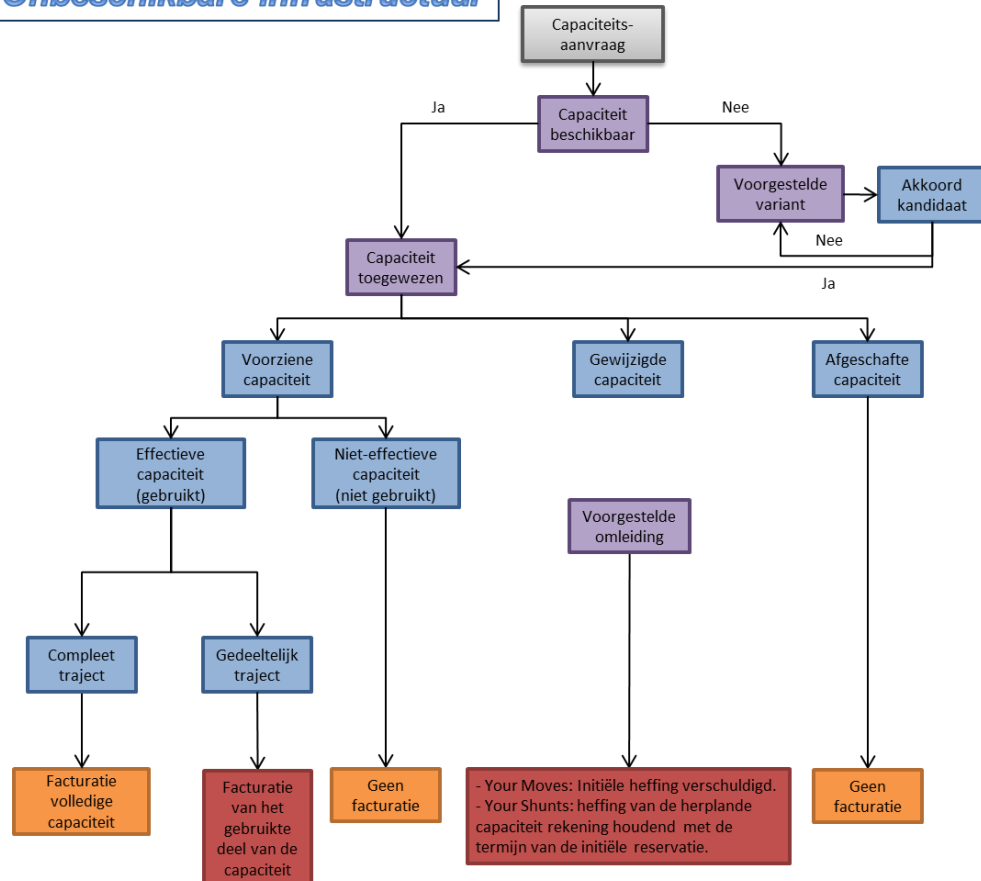 Onbeschikbare infrastructuur
Capaciteits-
aanvraag
Ja
Capaciteit
beschikbaar
Nee
Voorgestelde
variant
Akkoord
kandidaat
Nee
Capaciteit
toegewezen
Ja
Voorziene
capaciteit
Gewijzigde
capaciteit
Afgeschafte
capaciteit
Effectieve
capaciteit
(gebruikt)
Niet-effectieve
capaciteit
(niet gebruikt)
Voorgestelde
omleiding
Compleet
traject
Gedeeltelijk
traject
Facturatie
volledige
capaciteit
Facturatie
van het
gebruikte
deel van de
capaciteit
Geen
facturatie
- Your Moves: Initiële heffing verschuldigd.
- Your Shunts: heffing van de herplande
capaciteit rekening houdend met de
termijn van de initiële reservatie.
Geen
facturatie